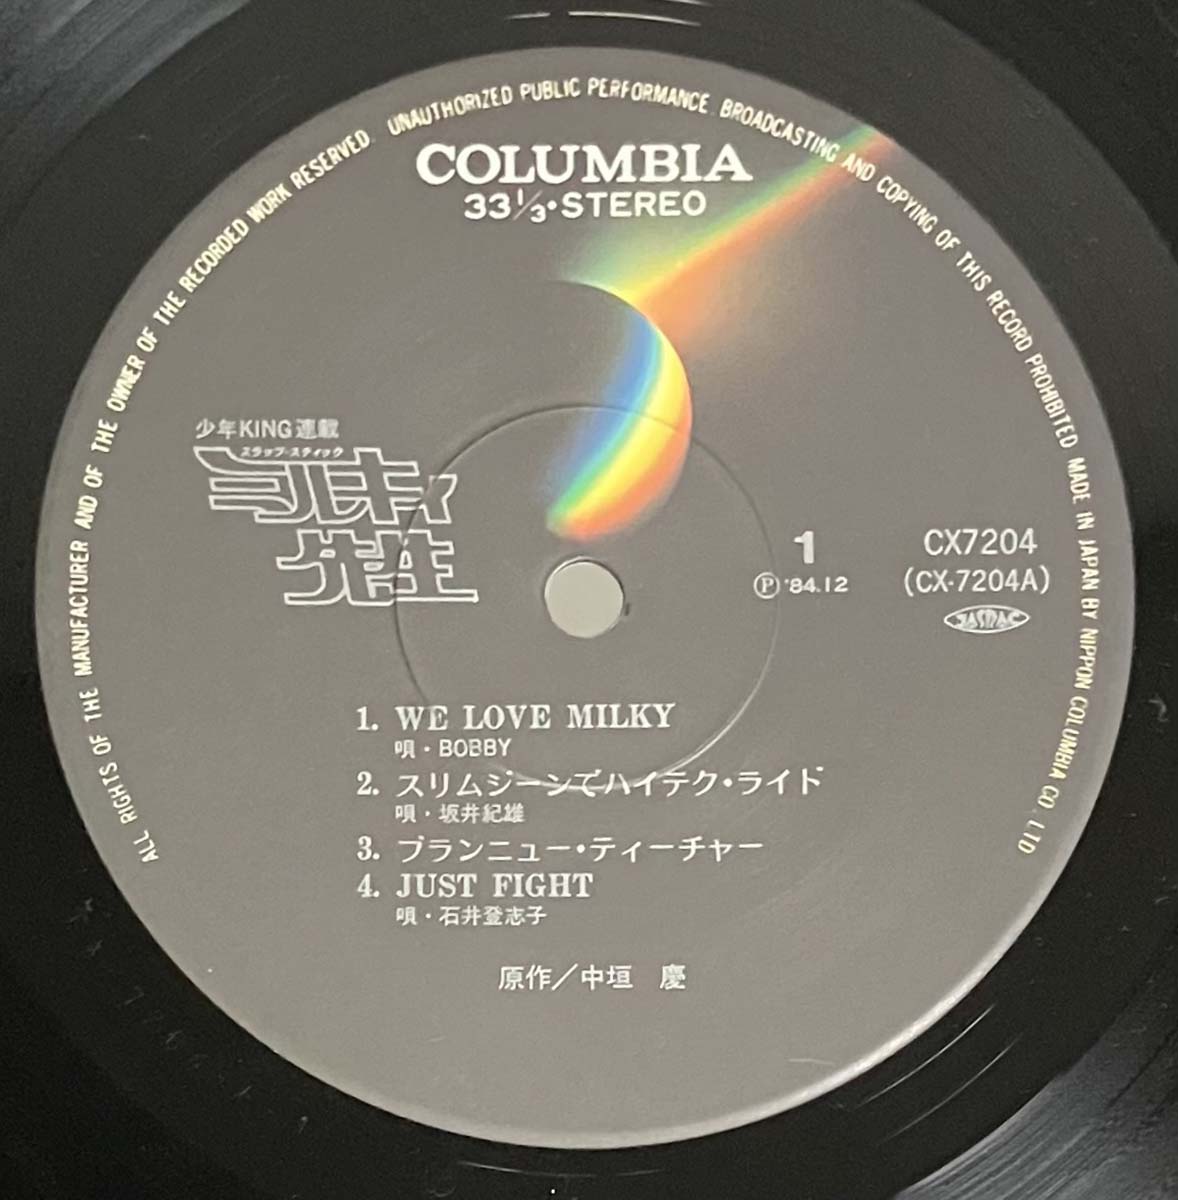 ALL RIGHTS OF THE MANUFACTURER AND OF THE OWNER OF THE RECORDED WORK RESERVED. UNAUTHORIZED PUBLIC PERFORMANCE. BROADCASTING AND COPYING OF THIS RECORD PROHIBITED MADE IN JAPAN BY NIPPON COLUMBIA CO. LTD
COLUMBIA
33⅓・STEREO
少年KING連載
スラップ・スティック
ミルキィ
先生
1
Ⓟ '84.12
CX7204
(CX-7204A)
JASRAC
1. WE LOVE MILKY
唄・BOBBY
2. スリムジーンでハイテク・ライド
唄・坂井紀雄
3. ブランニュー・ティーチャー
4. JUST FIGHT
唄・石井登志子
原作/中垣 慶